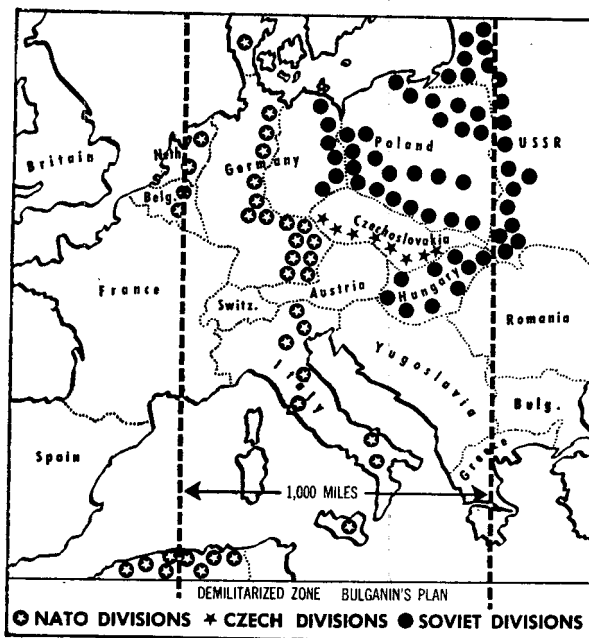 Britain
Neth.
Belg.
Germany
Poland
USSR
Czechoslovakia
France
Switz.
Austria
Hungary
Romania
Italy
Yugoslavia
Bulg.
Spain
Greece
1,000 MILES
DEMILITARIZED ZONE BULGANIN'S PLAN
NATO DIVISIONS CZECH DIVISIONS SOVIET DIVISIONS